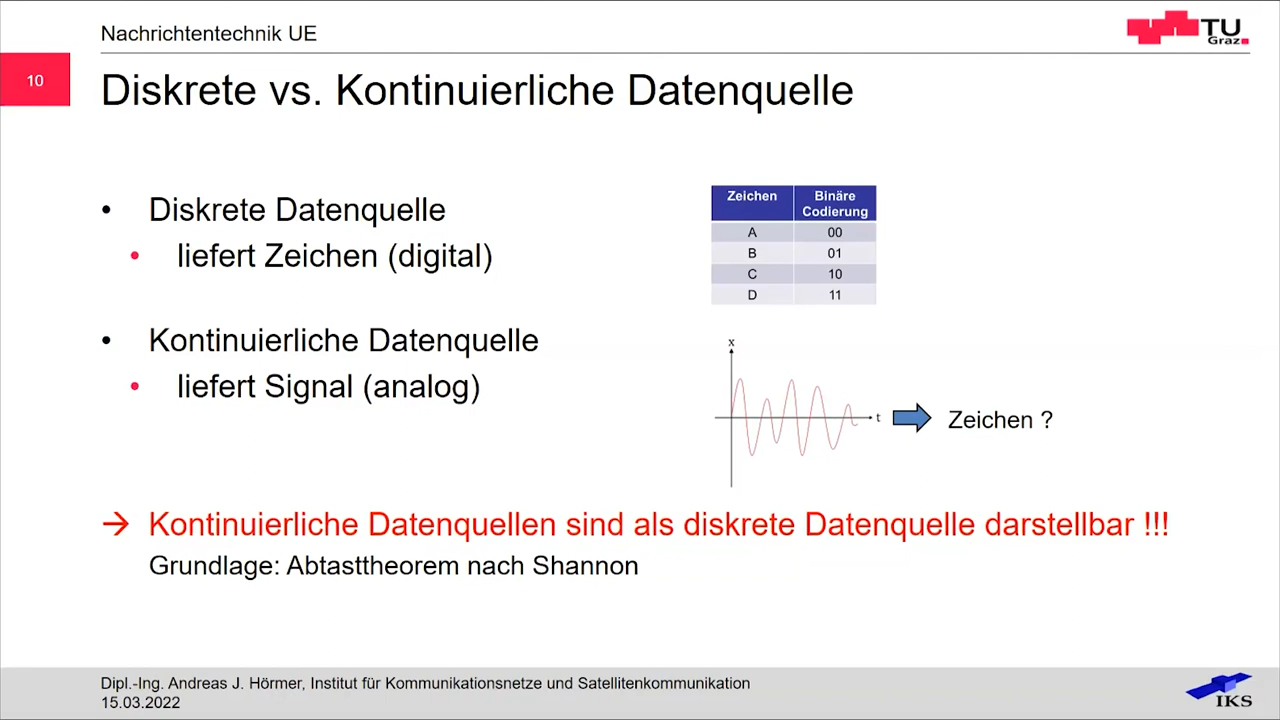 Nachrichtentechnik UE
TU
Graz
10
Diskrete vs. Kontinuierliche Datenquelle
• Diskrete Datenquelle
• liefert Zeichen (digital)
Zeichen Binäre Codierung
A 00
B 01
C 10
D 11
• Kontinuierliche Datenquelle
• liefert Signal (analog)
x
t
Zeichen ?
→ Kontinuierliche Datenquellen sind als diskrete Datenquelle darstellbar !!!
Grundlage: Abtasttheorem nach Shannon
Dipl.-Ing. Andreas J. Hörmer, Institut für Kommunikationsnetze und Satellitenkommunikation
15.03.2022
IKS